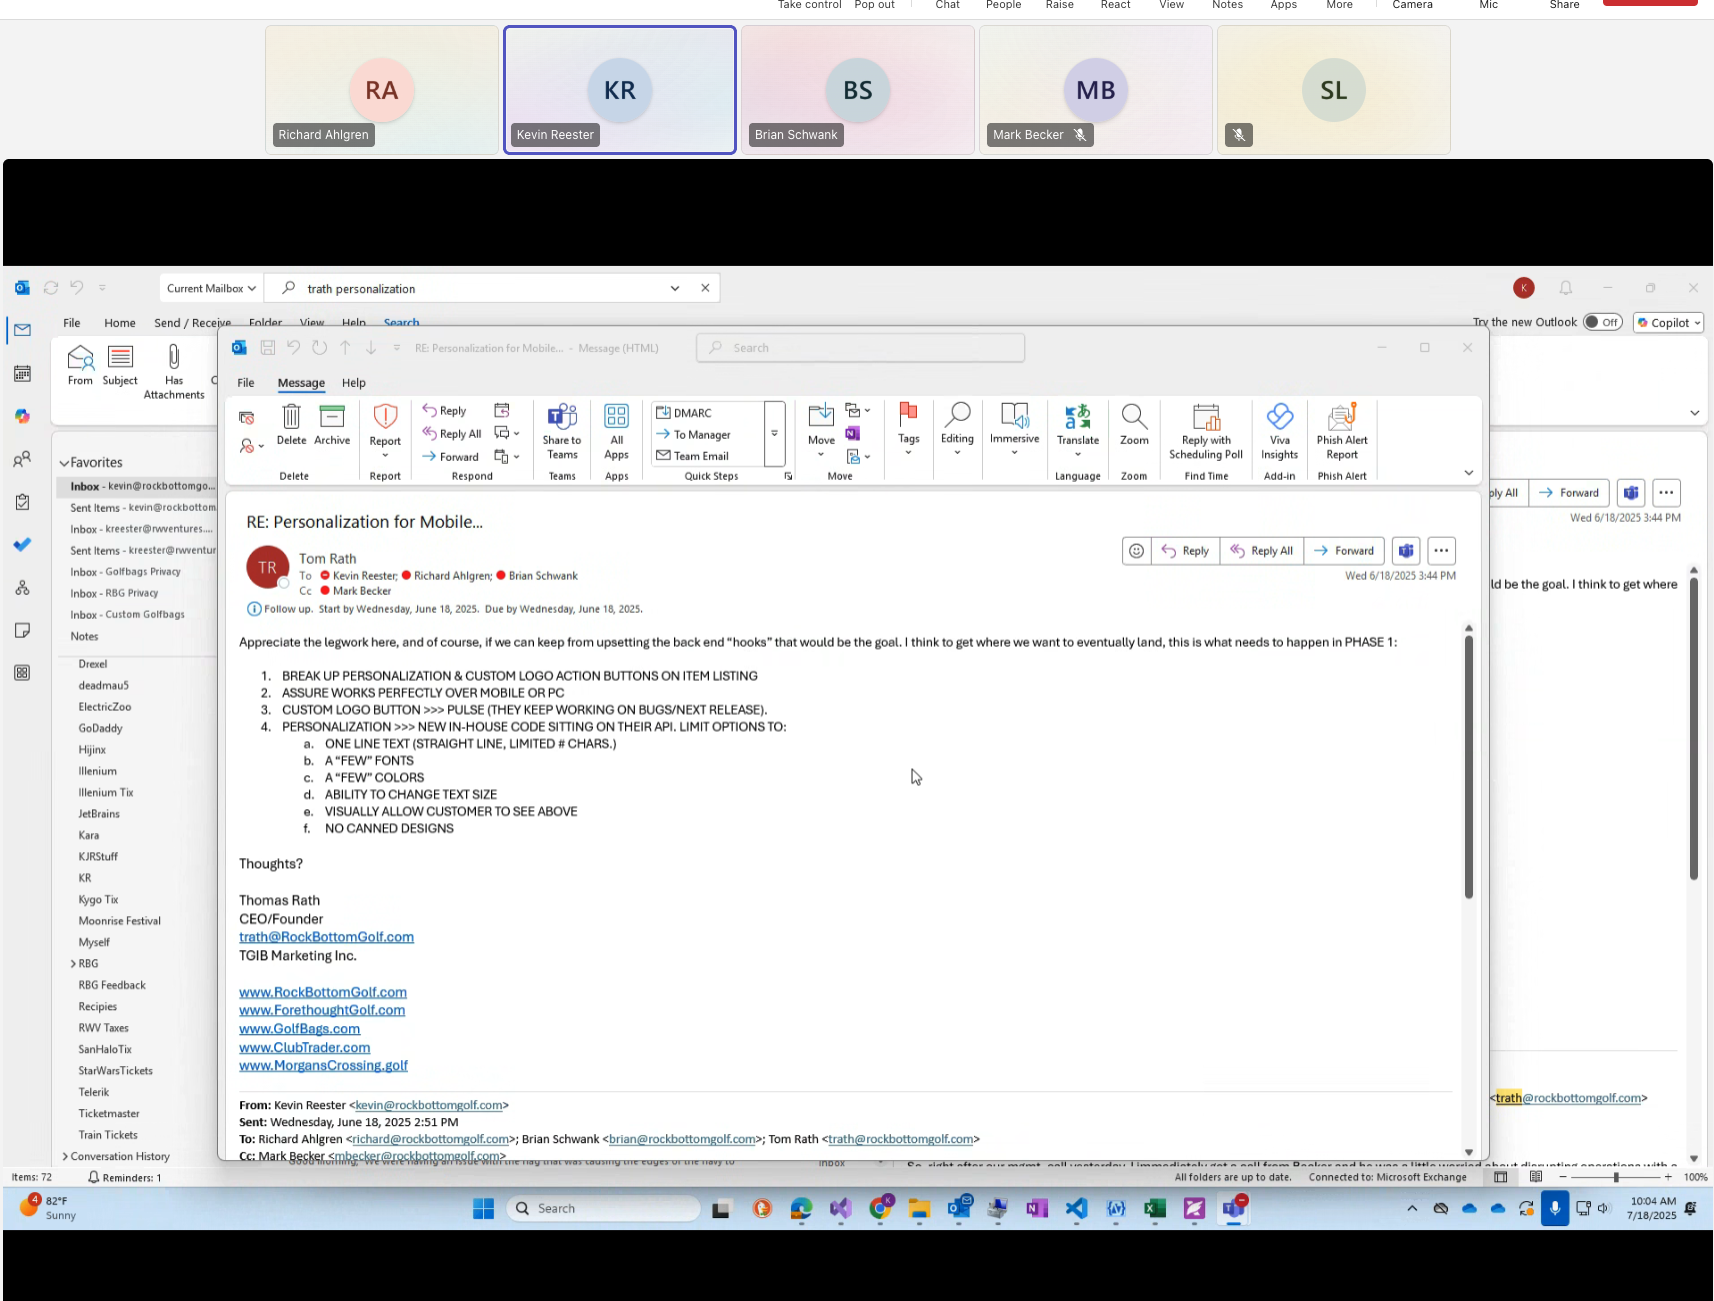 Take control Pop out Chat People Raise React View Notes Apps More Camera Mic Share
RA KR BS MB SL
Richard Ahlgren Kevin Reester Brian Schwank Mark Becker
Current Mailbox trath personalization K
File Home Send / Receive Folder View Help Search Try the new Outlook Off Copilot
From Subject Has Attachments
RE: Personalization for Mobile... - Message (HTML) Search
File Message Help
Delete Archive Report Reply Reply All Forward Share to Teams All Apps DMARC To Manager Team Email Move Tags Editing Immersive Translate Zoom Reply with Scheduling Poll Viva Insights Phish Alert Report
Delete Report Respond Teams Apps Quick Steps Move Language Zoom Find Time Add-in Phish Alert
Favorites
Inbox - kevin@rockbottomgo...
Sent Items - kevin@rockbottom
Inbox - kreester@rwventures....
Sent Items - kreester@rwventur
Inbox - Golfbags Privacy
Inbox - RBG Privacy
Inbox - Custom Golfbags
Notes
Drexel
deadmau5
ElectricZoo
GoDaddy
Hijinx
Illenium
Illenium Tix
JetBrains
Kara
KJRStuff
KR
Kygo Tix
Moonrise Festival
Myself
RBG
RBG Feedback
Recipies
RWV Taxes
SanHaloTix
StarWarsTickets
Telerik
Ticketmaster
Train Tickets
Conversation History
RE: Personalization for Mobile...
TR
Tom Rath
To Kevin Reester; Richard Ahlgren; Brian Schwank
Cc Mark Becker
Reply Reply All Forward
Wed 6/18/2025 3:44 PM
Follow up. Start by Wednesday, June 18, 2025. Due by Wednesday, June 18, 2025.
Appreciate the legwork here, and of course, if we can keep from upsetting the back end “hooks” that would be the goal. I think to get where we want to eventually land, this is what needs to happen in PHASE 1:
1. BREAK UP PERSONALIZATION & CUSTOM LOGO ACTION BUTTONS ON ITEM LISTING
2. ASSURE WORKS PERFECTLY OVER MOBILE OR PC
3. CUSTOM LOGO BUTTON >>> PULSE (THEY KEEP WORKING ON BUGS/NEXT RELEASE).
4. PERSONALIZATION >>> NEW IN-HOUSE CODE SITTING ON THEIR API. LIMIT OPTIONS TO:
a. ONE LINE TEXT (STRAIGHT LINE, LIMITED # CHARS.)
b. A “FEW” FONTS
c. A “FEW” COLORS
d. ABILITY TO CHANGE TEXT SIZE
e. VISUALLY ALLOW CUSTOMER TO SEE ABOVE
f. NO CANNED DESIGNS
Thoughts?
Thomas Rath
CEO/Founder
trath@RockBottomGolf.com
TGIB Marketing Inc.
www.RockBottomGolf.com
www.ForethoughtGolf.com
www.GolfBags.com
www.ClubTrader.com
www.MorgansCrossing.golf
From: Kevin Reester <kevin@rockbottomgolf.com>
Sent: Wednesday, June 18, 2025 2:51 PM
To: Richard Ahlgren <richard@rockbottomgolf.com>; Brian Schwank <brian@rockbottomgolf.com>; Tom Rath <trath@rockbottomgolf.com>
Cc: Mark Becker <mbecker@rockbottomgolf.com>
ply All Forward
Wed 6/18/2025 3:44 PM
ld be the goal. I think to get where
<trath@rockbottomgolf.com>
Items: 72 Reminders: 1 All folders are up to date. Connected to: Microsoft Exchange 100%
4 82°F
Sunny
Search
10:04 AM
7/18/2025